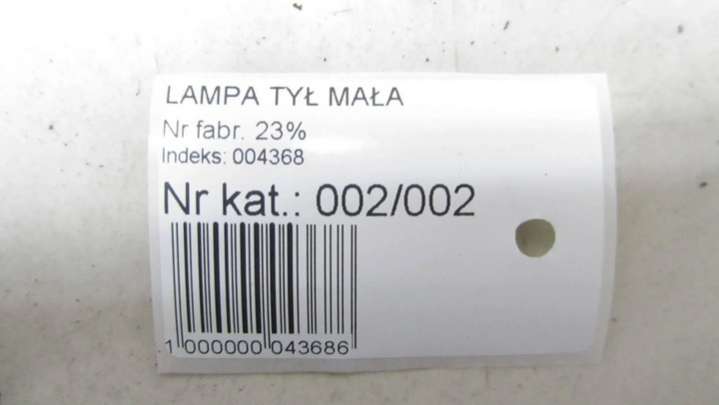 LAMPA TYŁ MAŁA
Nr fabr. 23%
Indeks: 004368
Nr kat.: 002/002
1 000000 043686